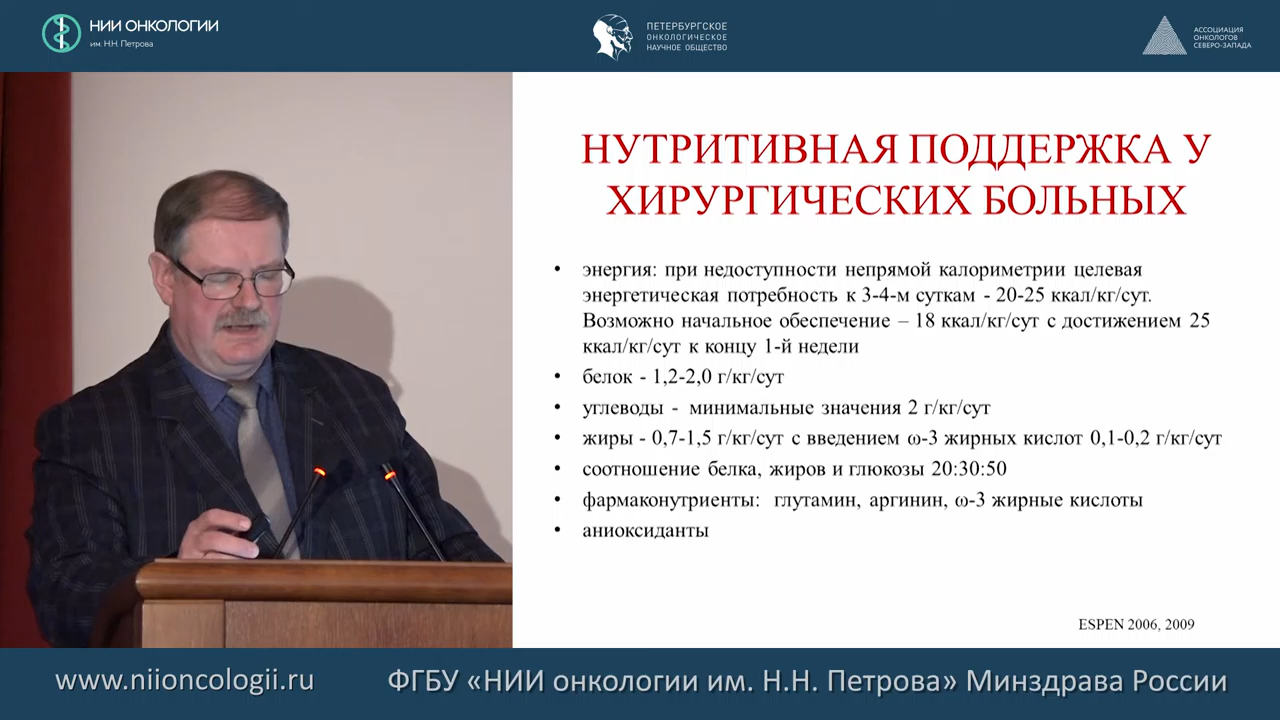 НИИ ОНКОЛОГИИ
им. Н.Н. Петрова
ПЕТЕРБУРГСКОЕ
ОНКОЛОГИЧЕСКОЕ
НАУЧНОЕ ОБЩЕСТВО
АССОЦИАЦИЯ
ОНКОЛОГОВ
СЕВЕРО-ЗАПАДА
НУТРИТИВНАЯ ПОДДЕРЖКА У
ХИРУРГИЧЕСКИХ БОЛЬНЫХ
• энергия: при недоступности непрямой калориметрии целевая
энергетическая потребность к 3-4-м суткам - 20-25 ккал/кг/сут.
Возможно начальное обеспечение – 18 ккал/кг/сут с достижением 25
ккал/кг/сут к концу 1-й недели
• белок - 1,2-2,0 г/кг/сут
• углеводы - минимальные значения 2 г/кг/сут
• жиры - 0,7-1,5 г/кг/сут с введением ω-3 жирных кислот 0,1-0,2 г/кг/сут
• соотношение белка, жиров и глюкозы 20:30:50
• фармаконутриенты: глутамин, аргинин, ω-3 жирные кислоты
• аниоксиданты
ESPEN 2006, 2009
www.niioncologii.ru
ФГБУ «НИИ онкологии им. Н.Н. Петрова» Минздрава России